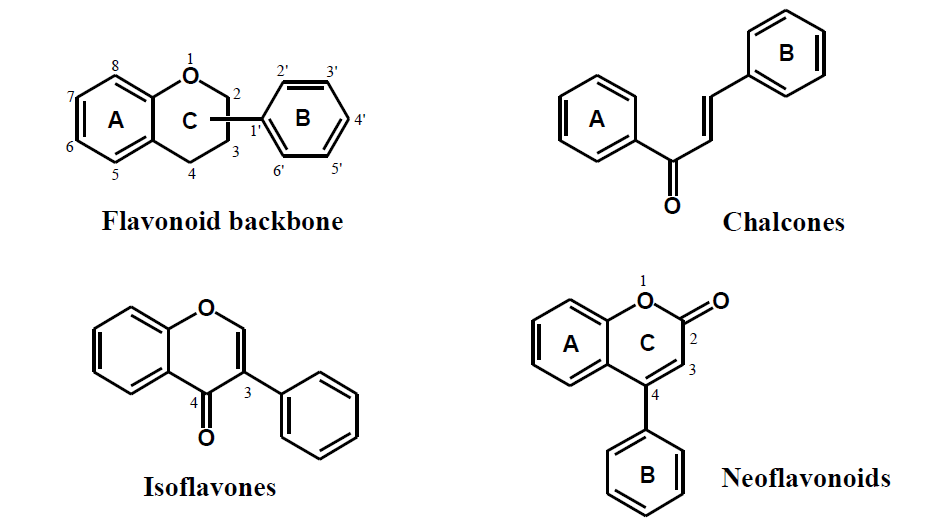 8
1
O
7
2
2'
3'
A
C
1'
B
4'
6
3
5
4
6'
5'
Flavonoid backbone
B
A
O
Chalcones
O
4
3
O
Isoflavones
1
O
O
A
C
2
3
4
B
Neoflavonoids